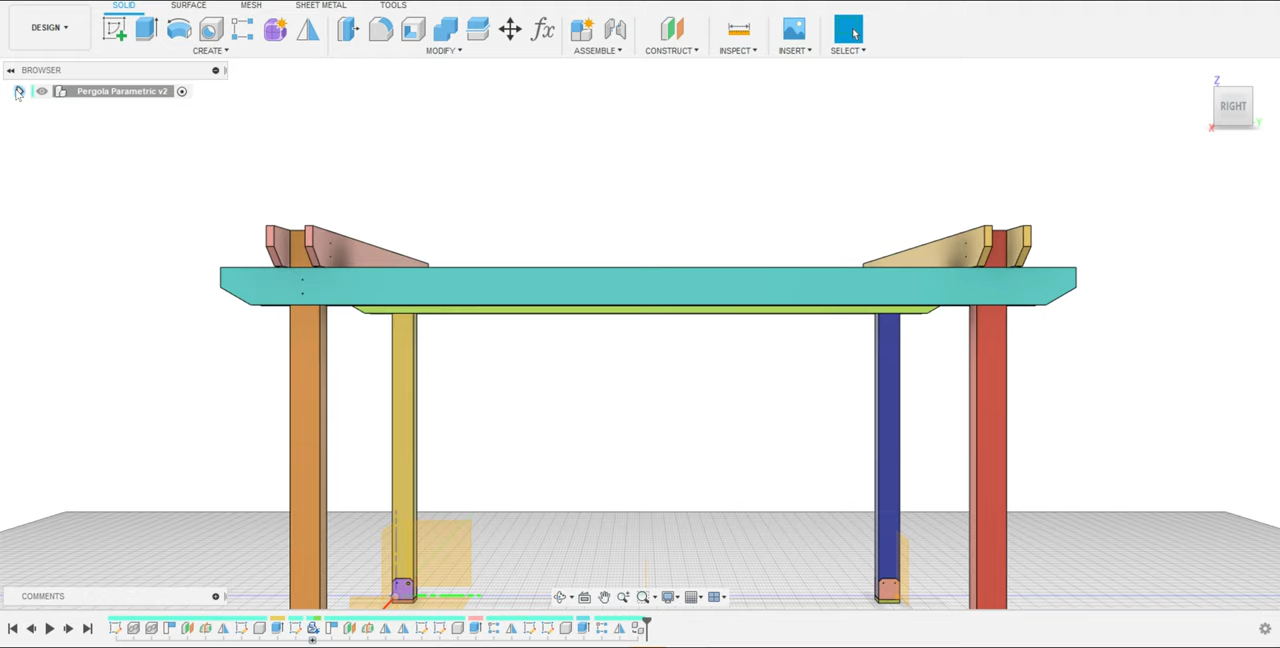 SOLID SURFACE MESH SHEET METAL TOOLS
DESIGN
CREATE MODIFY ASSEMBLE CONSTRUCT INSPECT INSERT SELECT
BROWSER
Pergola Parametric v2
Z
RIGHT
X Y
COMMENTS